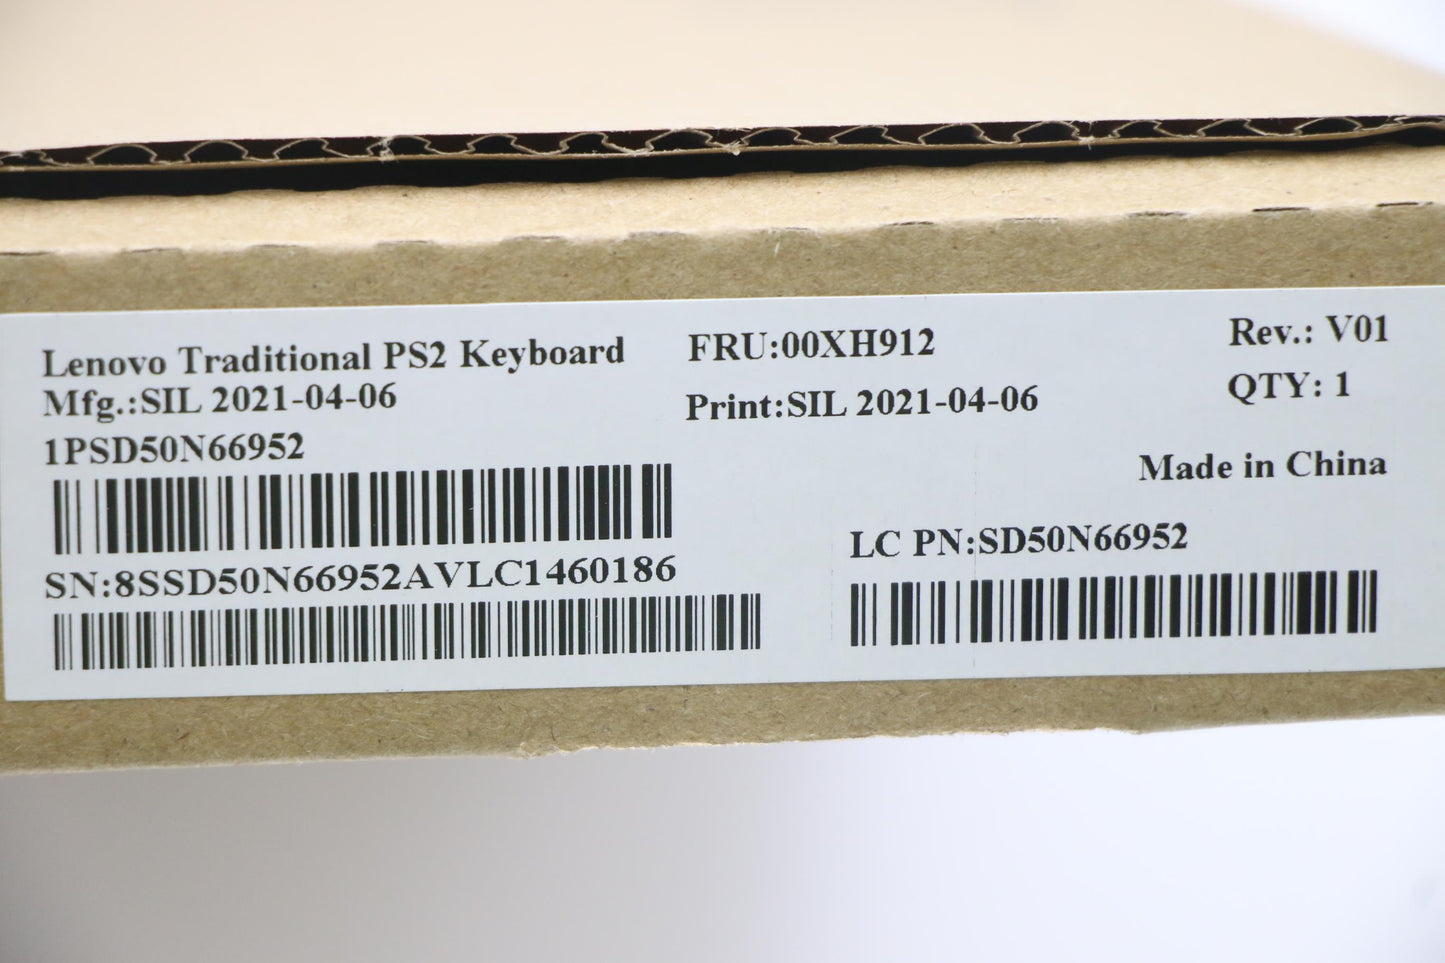 Lenovo Traditional PS2 Keyboard
Mfg.:SIL 2021-04-06
1PSD50N66952
SN:8SSD50N66952AVLC1460186
FRU:00XH912
Print:SIL 2021-04-06
Rev.: V01
QTY: 1
Made in China
LC PN:SD50N66952